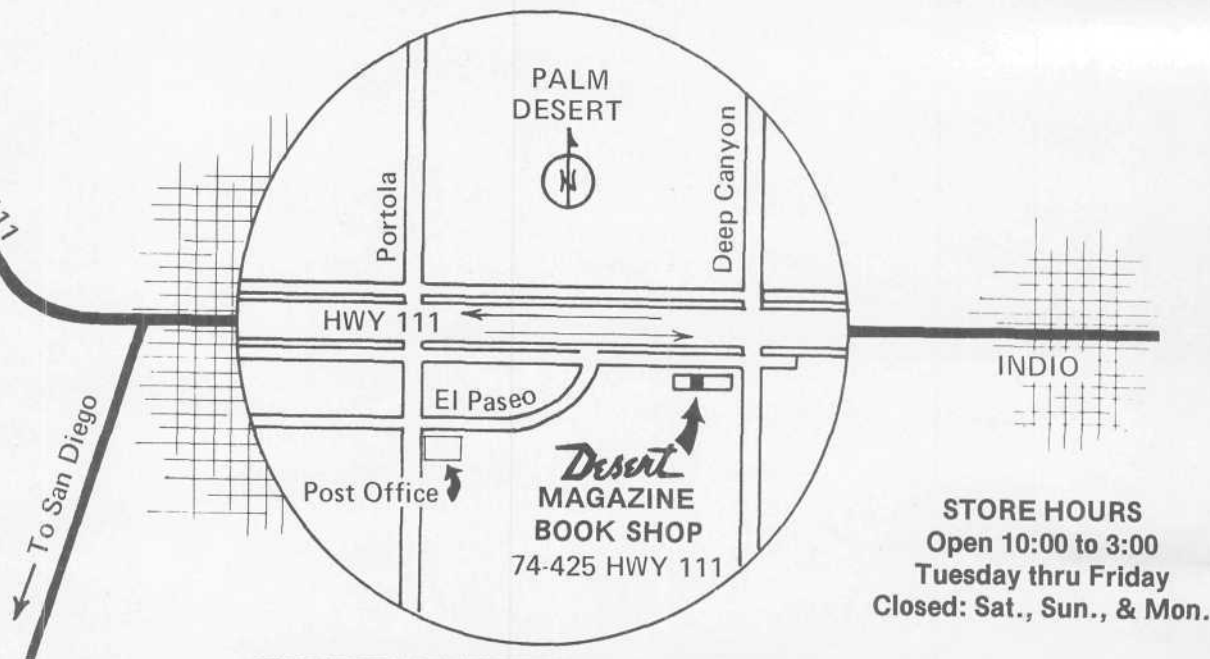 PALM
DESERT
N
Portola
Deep Canyon
11
HWY 111
INDIO
El Paseo
To San Diego
Post Office
Desert
MAGAZINE
BOOK SHOP
74-425 HWY 111
STORE HOURS
Open 10:00 to 3:00
Tuesday thru Friday
Closed: Sat., Sun., & Mon.